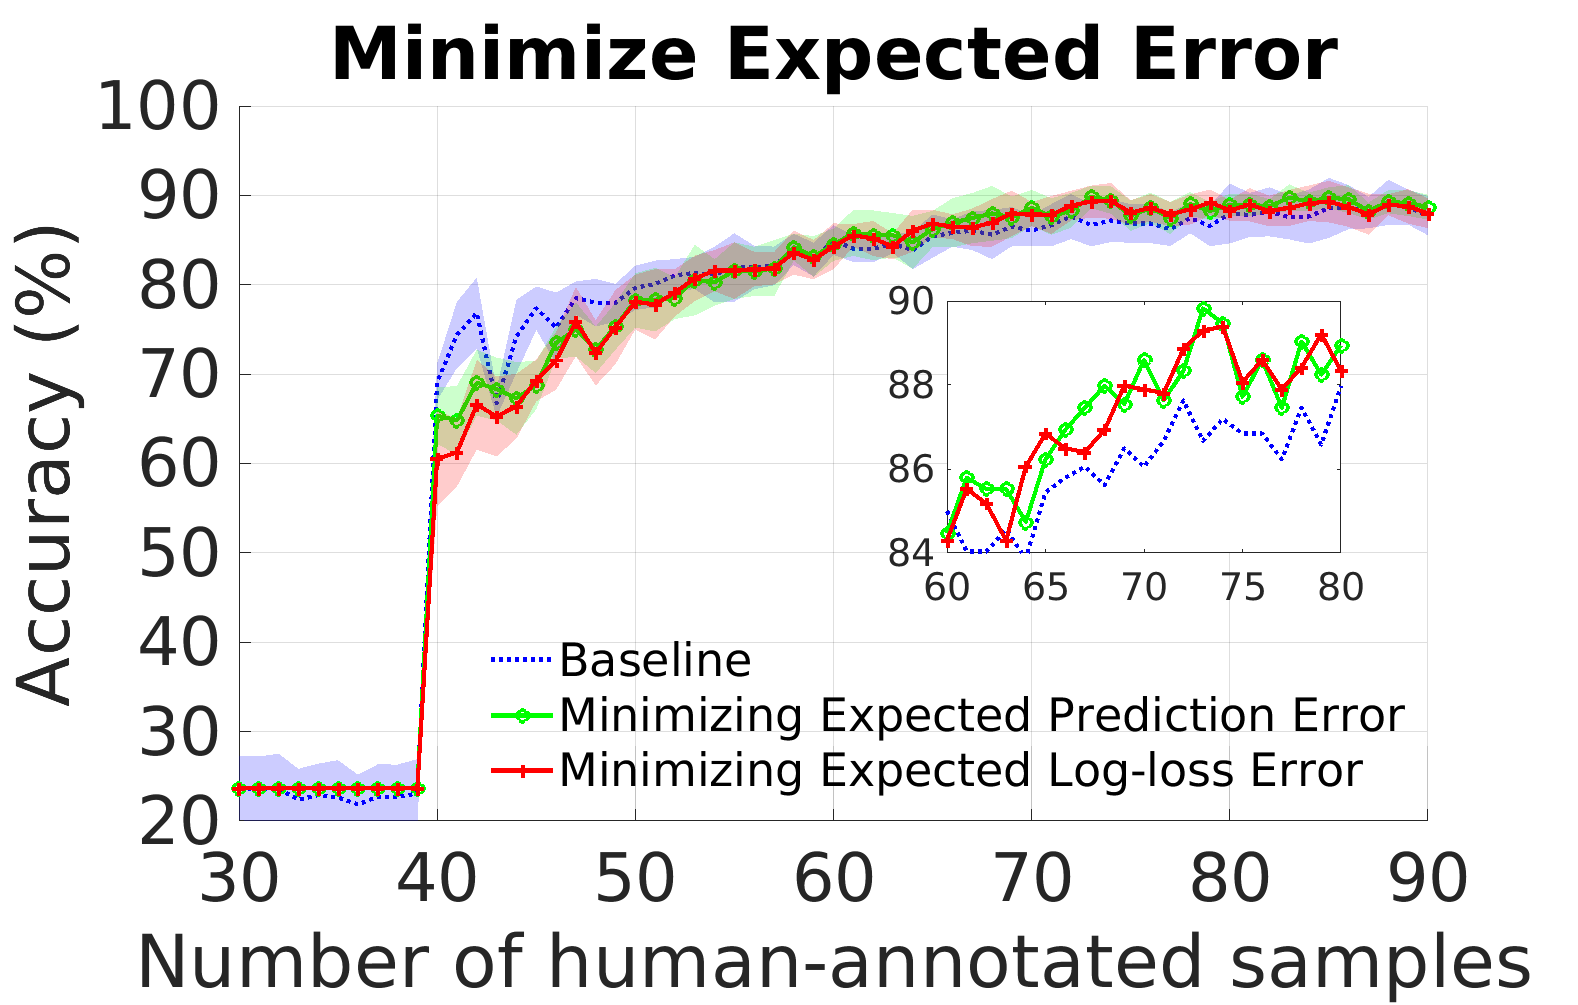 Minimize Expected Error
Accuracy (%)
100
90
80
70
60
50
40
30
20
30 40 50 60 70 80 90
Number of human-annotated samples
90
88
86
84
60 65 70 75 80
Baseline
Minimizing Expected Prediction Error
Minimizing Expected Log-loss Error